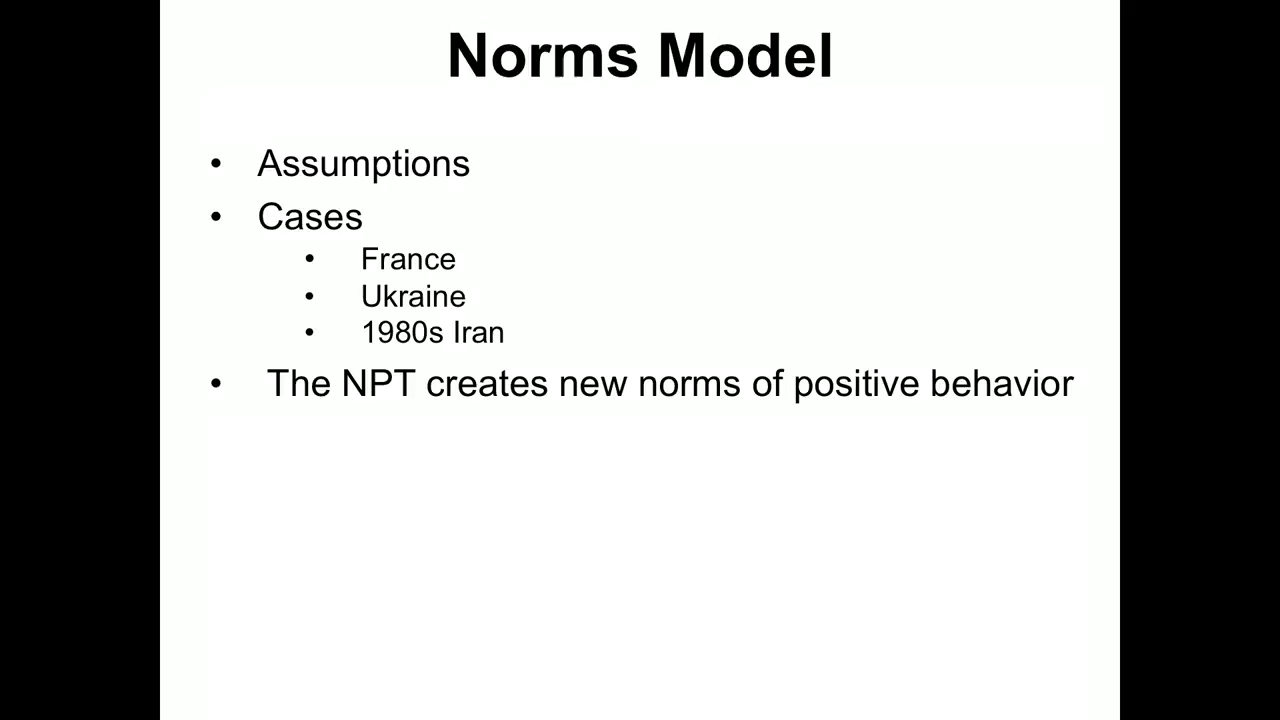 Norms Model
• Assumptions
• Cases
• France
• Ukraine
• 1980s Iran
• The NPT creates new norms of positive behavior